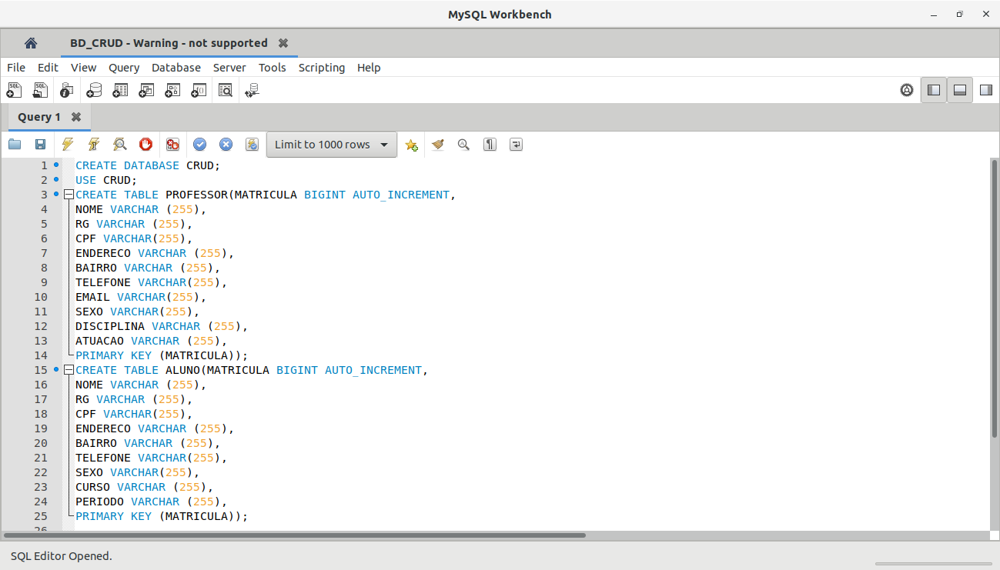 MySQL Workbench
BD_CRUD - Warning - not supported
File Edit View Query Database Server Tools Scripting Help
Query 1
Limit to 1000 rows
1 CREATE DATABASE CRUD;
2 USE CRUD;
3 CREATE TABLE PROFESSOR(MATRICULA BIGINT AUTO_INCREMENT,
4 NOME VARCHAR (255),
5 RG VARCHAR (255),
6 CPF VARCHAR(255),
7 ENDERECO VARCHAR (255),
8 BAIRRO VARCHAR (255),
9 TELEFONE VARCHAR(255),
10 EMAIL VARCHAR(255),
11 SEXO VARCHAR(255),
12 DISCIPLINA VARCHAR (255),
13 ATUACAO VARCHAR (255),
14 PRIMARY KEY (MATRICULA));
15 CREATE TABLE ALUNO(MATRICULA BIGINT AUTO_INCREMENT,
16 NOME VARCHAR (255),
17 RG VARCHAR (255),
18 CPF VARCHAR(255),
19 ENDERECO VARCHAR (255),
20 BAIRRO VARCHAR (255),
21 TELEFONE VARCHAR(255),
22 SEXO VARCHAR(255),
23 CURSO VARCHAR (255),
24 PERIODO VARCHAR (255),
25 PRIMARY KEY (MATRICULA));
26
SQL Editor Opened.